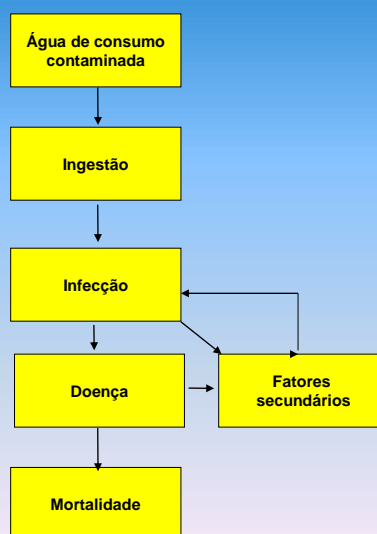 Água de consumo
contaminada
Ingestão
Infecção
Doença
Fatores
secundários
Mortalidade